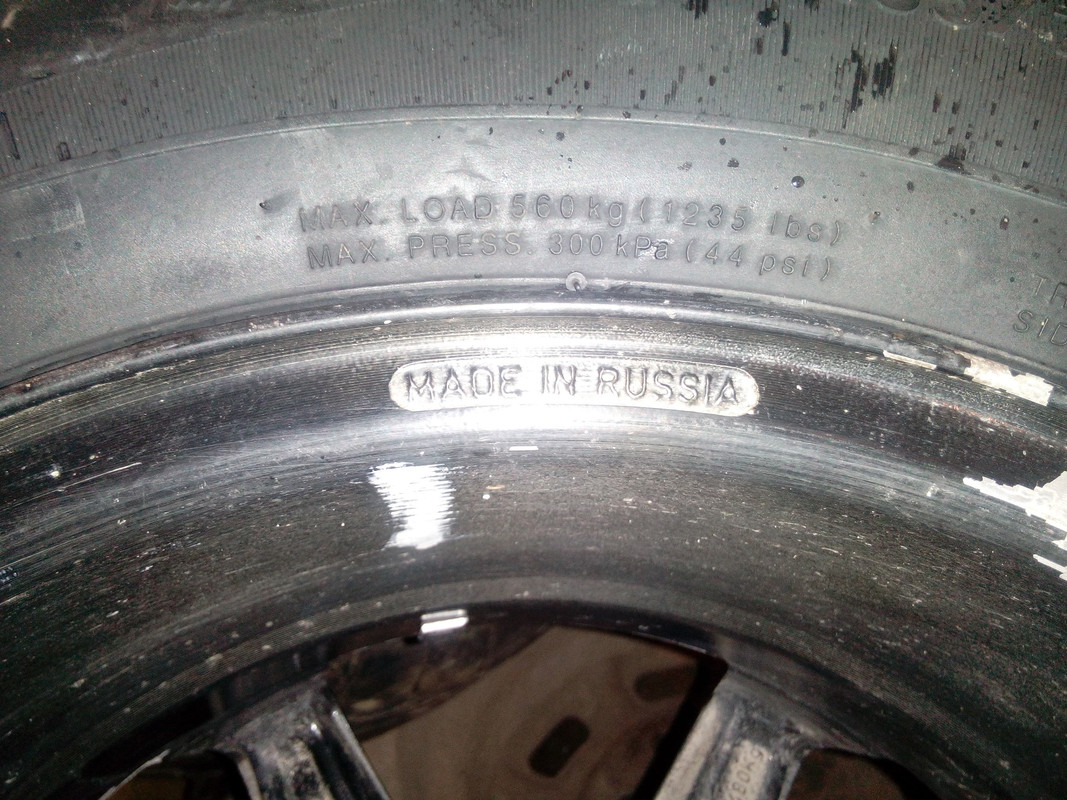 MAX. LOAD 560 kg (1235 lbs)
MAX. PRESS. 300 kPa (44 psi)
MADE IN RUSSIA